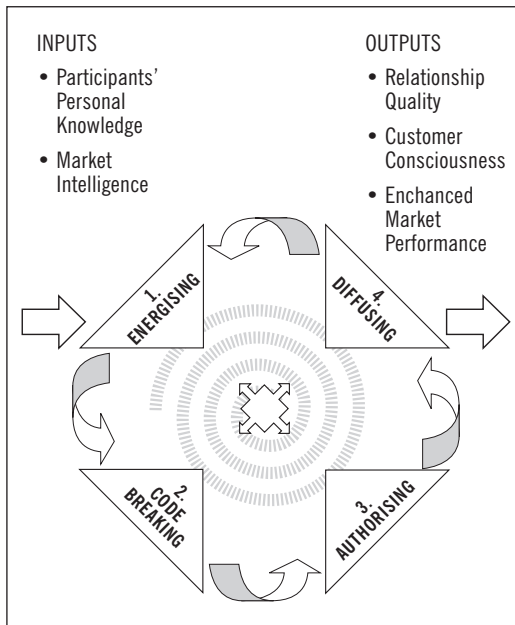 INPUTS
• Participants’
Personal
Knowledge
• Market
Intelligence
OUTPUTS
• Relationship
Quality
• Customer
Consciousness
• Enchanced
Market
Performance
1.
ENERGISING
4.
DIFFUSING
2.
CODE
BREAKING
3.
AUTHORISING